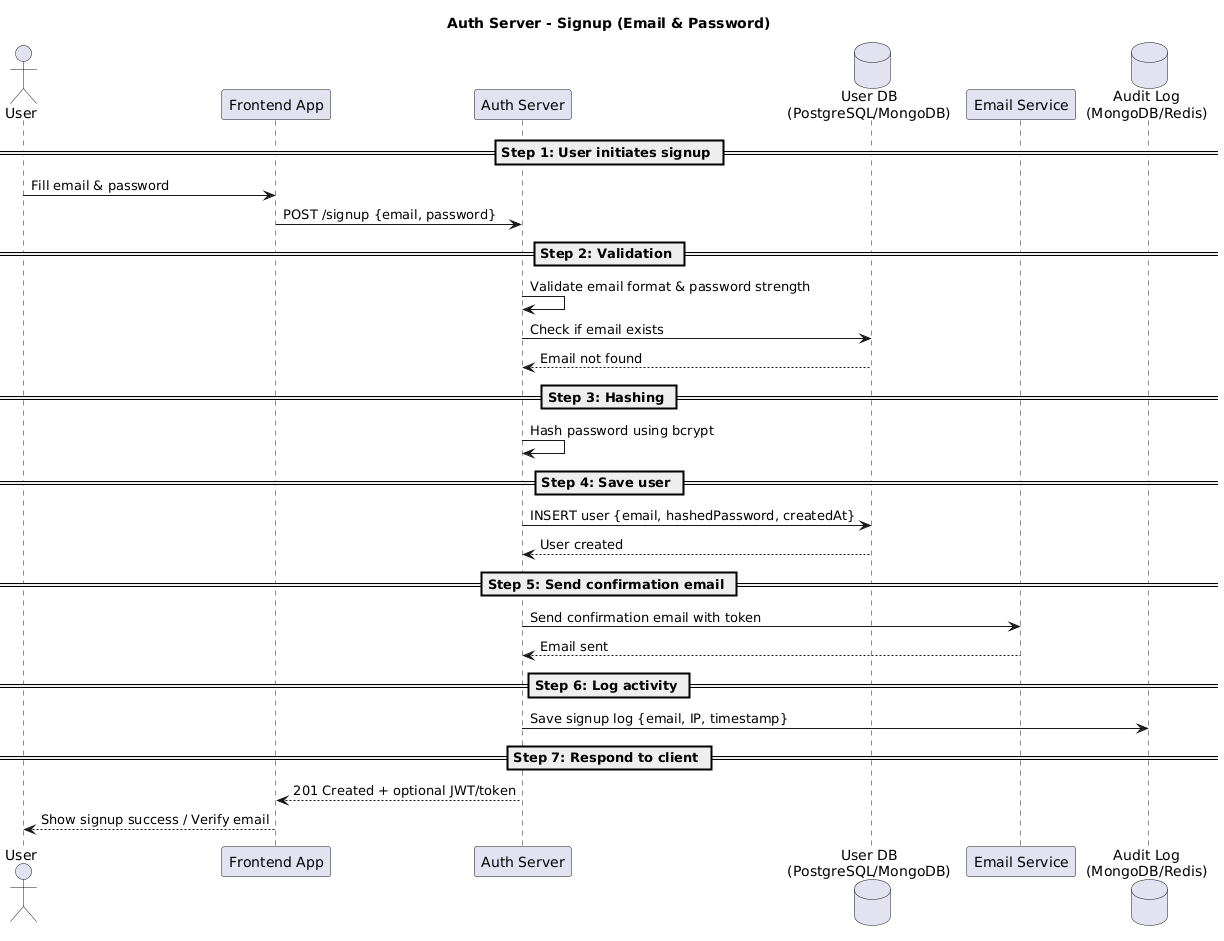 Auth Server - Signup (Email & Password)
User
Frontend App
Auth Server
User DB
(PostgreSQL/MongoDB)
Email Service
Audit Log
(MongoDB/Redis)
Step 1: User initiates signup
Fill email & password
POST /signup {email, password}
Step 2: Validation
Validate email format & password strength
Check if email exists
Email not found
Step 3: Hashing
Hash password using bcrypt
Step 4: Save user
INSERT user {email, hashedPassword, createdAt}
User created
Step 5: Send confirmation email
Send confirmation email with token
Email sent
Step 6: Log activity
Save signup log {email, IP, timestamp}
Step 7: Respond to client
201 Created + optional JWT/token
Show signup success / Verify email
User
Frontend App
Auth Server
User DB
(PostgreSQL/MongoDB)
Email Service
Audit Log
(MongoDB/Redis)